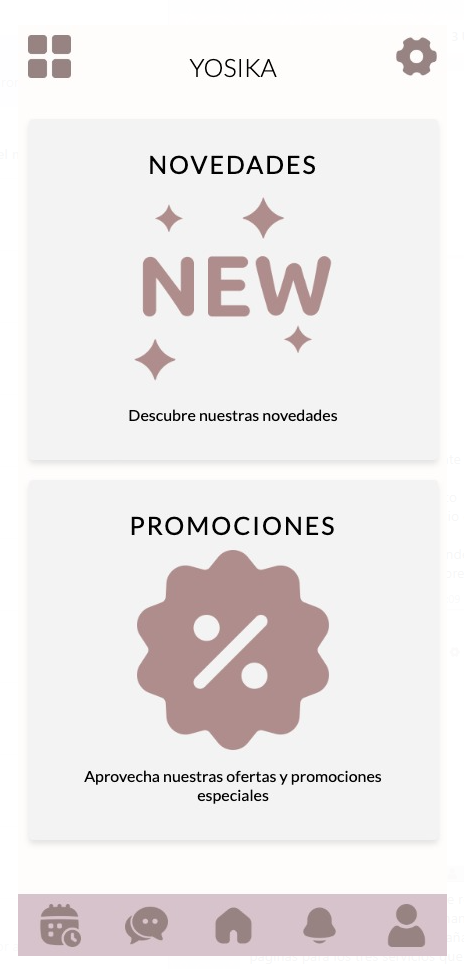 YOSIKA
NOVEDADES
NEW
Descubre nuestras novedades
PROMOCIONES
Aprovecha nuestras ofertas y promociones
especiales